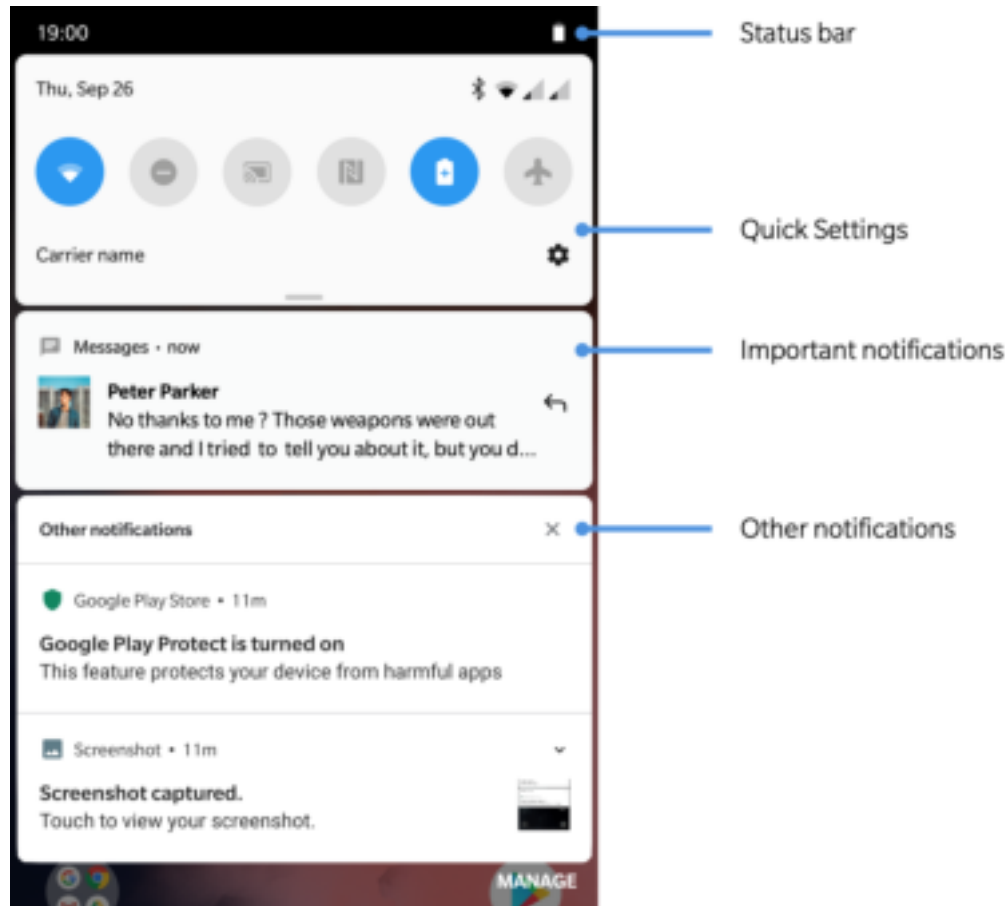 19:00
Status bar
Thu, Sep 26
Quick Settings
Carrier name
Messages • now
Important notifications
Peter Parker
No thanks to me ? Those weapons were out
there and I tried to tell you about it, but you d...
Other notifications
Other notifications
Google Play Store • 11m
Google Play Protect is turned on
This feature protects your device from harmful apps
Screenshot • 11m
Screenshot captured.
Touch to view your screenshot.
MANAGE